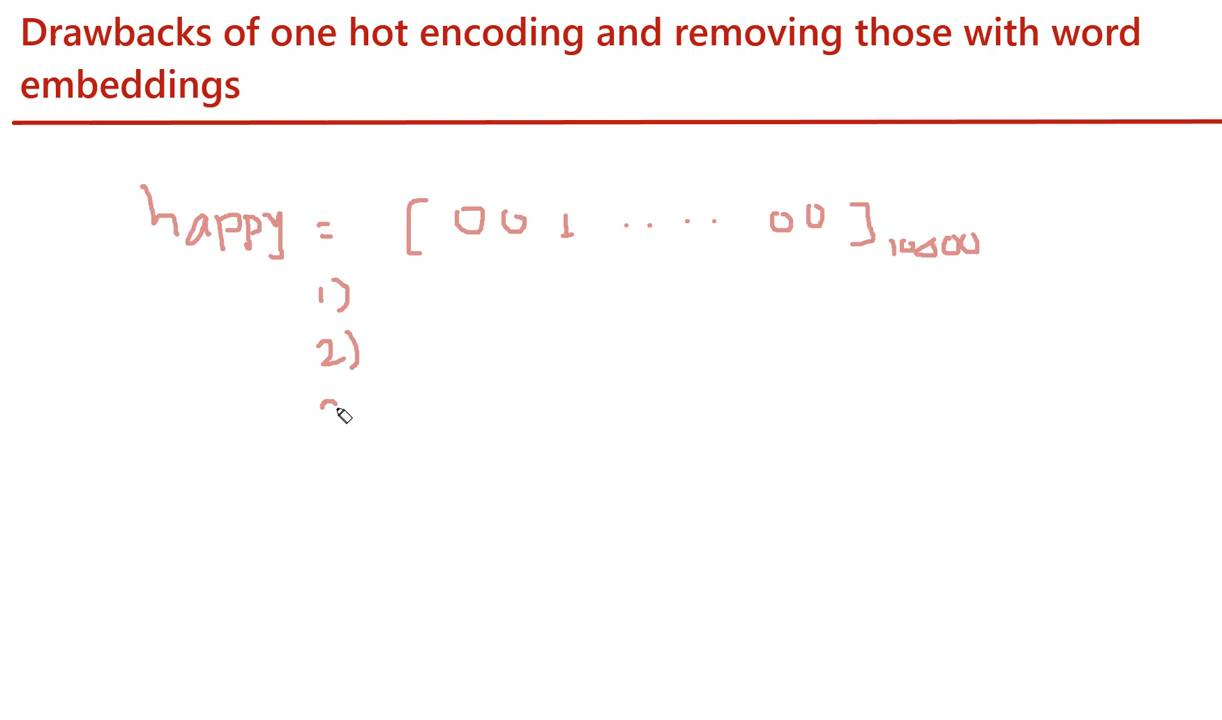 Drawbacks of one hot encoding and removing those with word
embeddings
happy = [ 0 0 1 .... 0 0 ] 10000
1)
2)